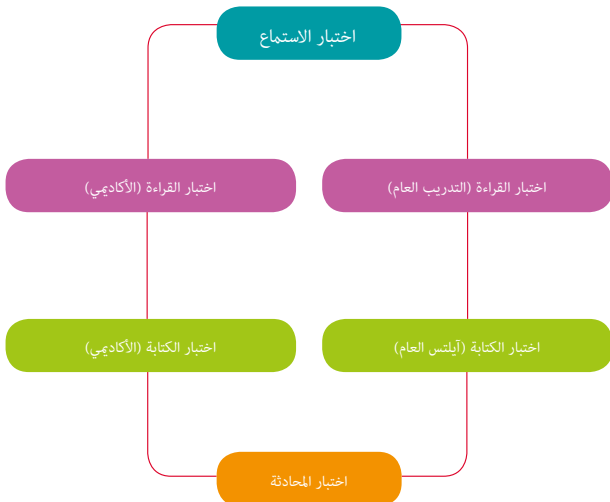 اختبار الاستماع
اختبار القراءة (التدريب العام)
اختبار القراءة (الأكاديمي)
اختبار الكتابة (آيلتس العام)
اختبار الكتابة (الأكاديمي)
اختبار المحادثة